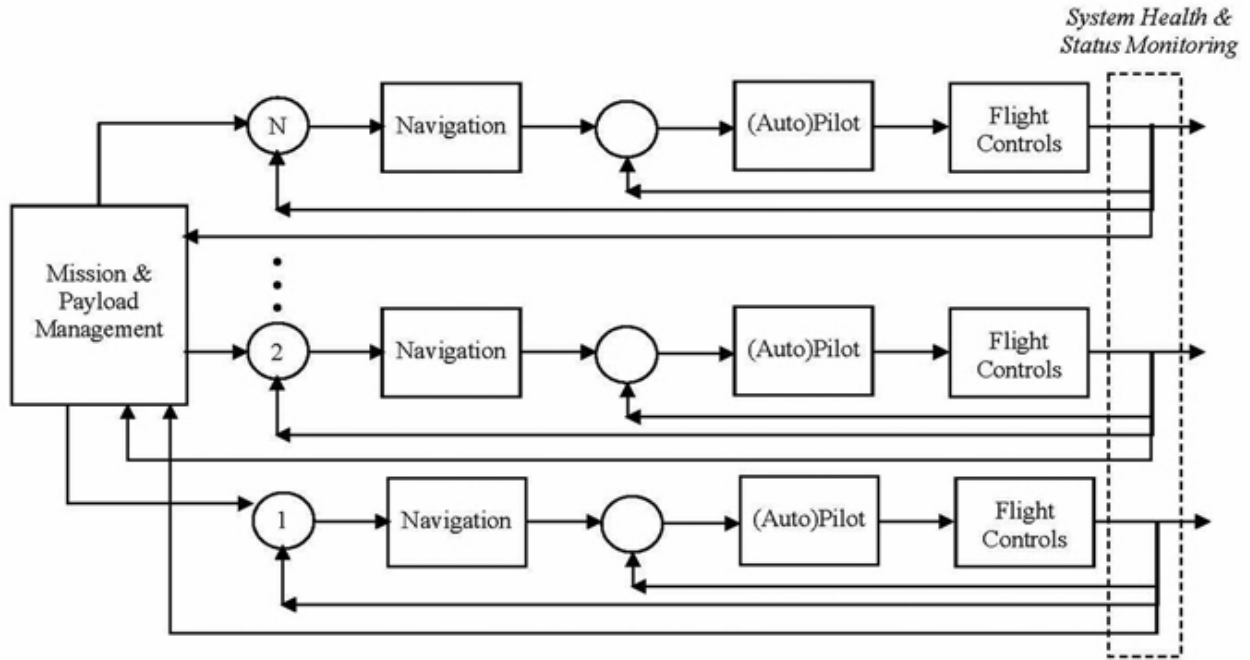 System Health &
Status Monitoring
N
Navigation
(Auto)Pilot
Flight
Controls
Mission &
Payload
Management
2
Navigation
(Auto)Pilot
Flight
Controls
1
Navigation
(Auto)Pilot
Flight
Controls